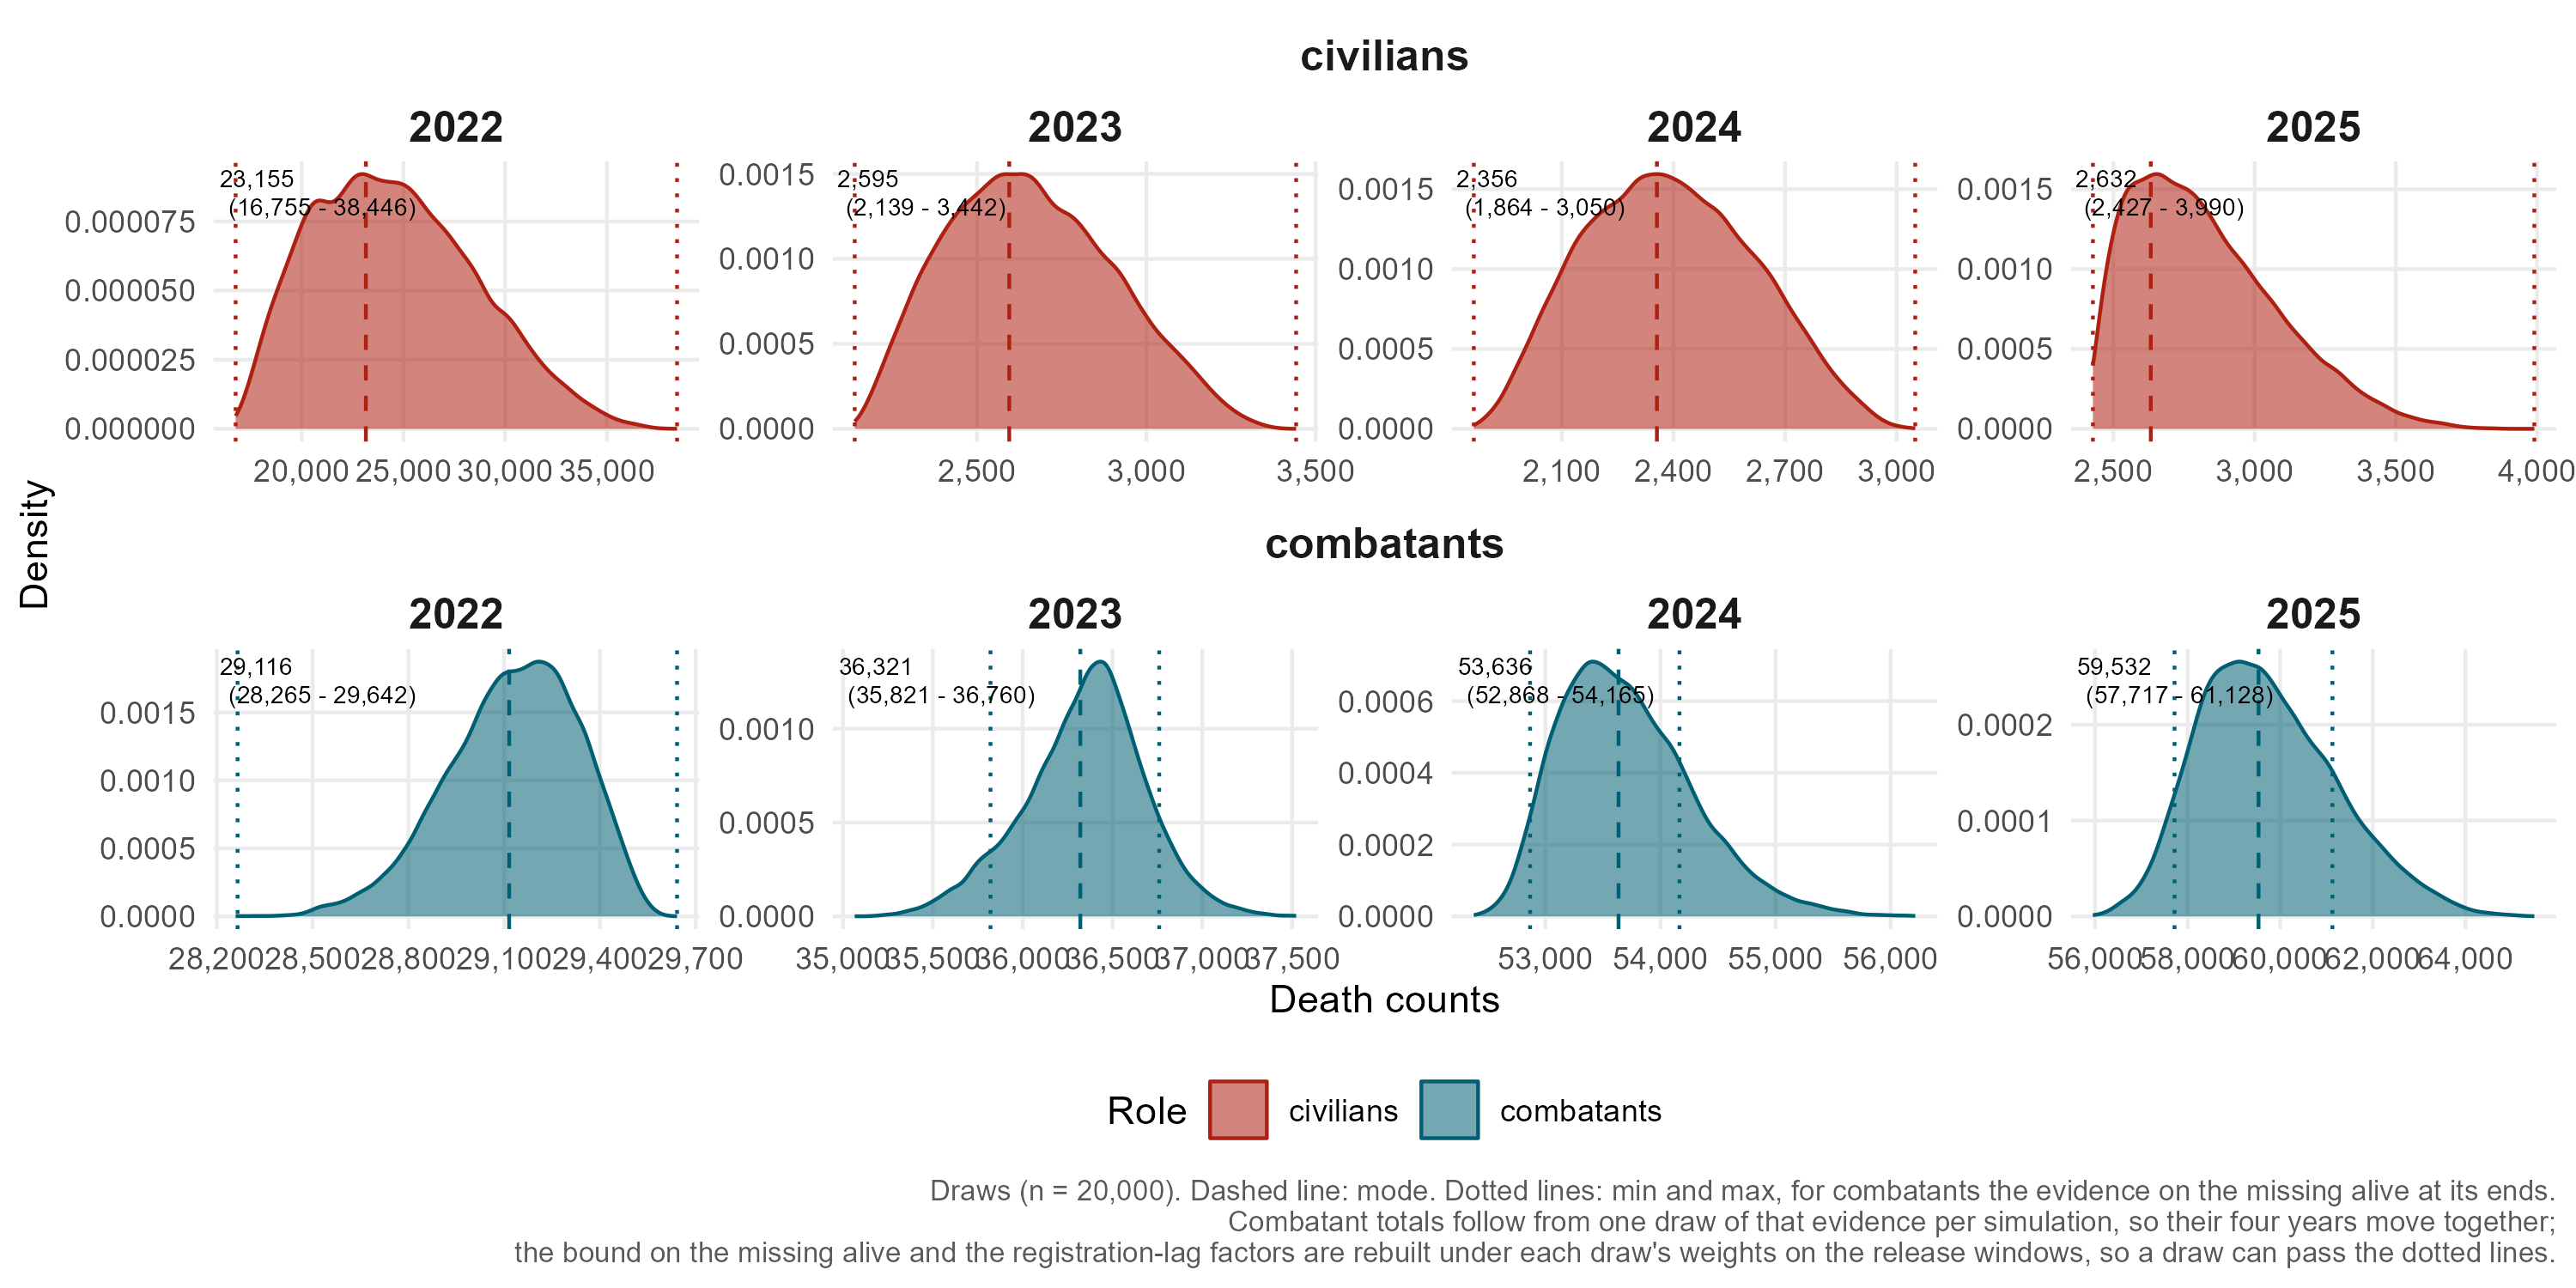 civilians
2022
2023
2024
2025
23,155
(16,755 - 38,446)
2,595
(2,139 - 3,442)
2,356
(1,864 - 3,050)
2,632
(2,427 - 3,990)
0.000075
0.000050
0.000025
0.000000
0.0015
0.0010
0.0005
0.0000
0.0015
0.0010
0.0005
0.0000
0.0015
0.0010
0.0005
0.0000
20,000 25,000 30,000 35,000
2,500 3,000 3,500
2,100 2,400 2,700 3,000
2,500 3,000 3,500 4,000
Density
combatants
2022
2023
2024
2025
29,116
(28,265 - 29,642)
36,321
(35,821 - 36,760)
53,636
(52,868 - 54,165)
59,532
(57,717 - 61,128)
0.0015
0.0010
0.0005
0.0000
0.0010
0.0005
0.0000
0.0006
0.0004
0.0002
0.0000
0.0002
0.0001
0.0000
28,200 28,500 28,800 29,100 29,400 29,700
35,000 35,500 36,000 36,500 37,000 37,500
53,000 54,000 55,000 56,000
56,000 58,000 60,000 62,000 64,000
Death counts
Role civilians combatants
Draws (n = 20,000). Dashed line: mode. Dotted lines: min and max, for combatants the evidence on the missing alive at its ends.
Combatant totals follow from one draw of that evidence per simulation, so their four years move together;
the bound on the missing alive and the registration-lag factors are rebuilt under each draw's weights on the release windows, so a draw can pass the dotted lines.